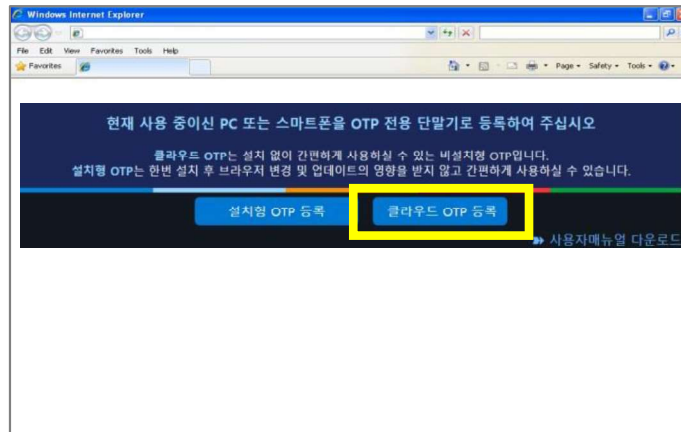 Windows Internet Explorer
File Edit View Favorites Tools Help
Favorites
Page Safety Tools
현재 사용 중이신 PC 또는 스마트폰을 OTP 전용 단말기로 등록하여 주십시오
클라우드 OTP는 설치 없이 간편하게 사용하실 수 있는 비설치형 OTP입니다.
설치형 OTP는 한번 설치 후 브라우저 변경 및 업데이트의 영향을 받지 않고 간편하게 사용하실 수 있습니다.
설치형 OTP 등록 클라우드 OTP 등록
사용자매뉴얼 다운로드